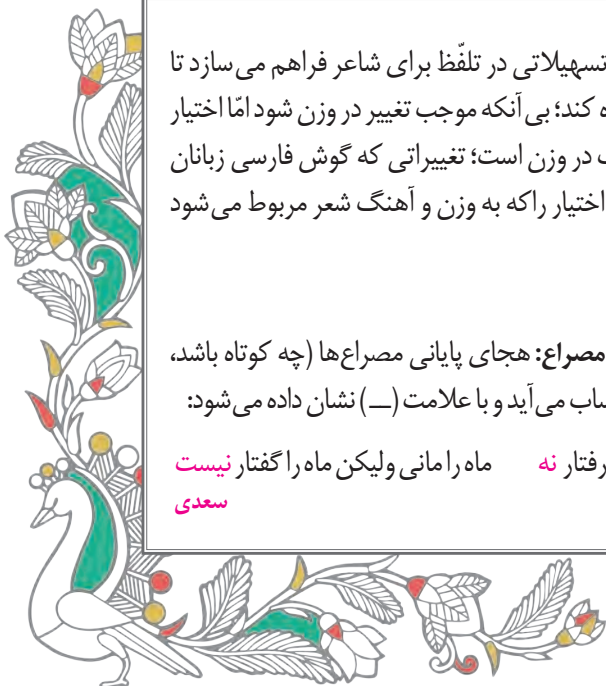 تسهیلاتی در تلفّظ برای شاعر فراهم می‌سازد تا
کند؛ بی‌آنکه موجب تغییر در وزن شود امّا اختیار
در وزن است؛ تغییراتی که گوش فارسی زبانان
اختیار راکه به وزن و آهنگ شعر مربوط می‌شود
مصراع: هجای پایانی مصراع‌ها (چه کوتاه باشد،
می‌آید و با علامت (ـــ) نشان داده می‌شود:
رفتار نه ماه را مانی ولیکن ماه را گفتار نیست
سعدی